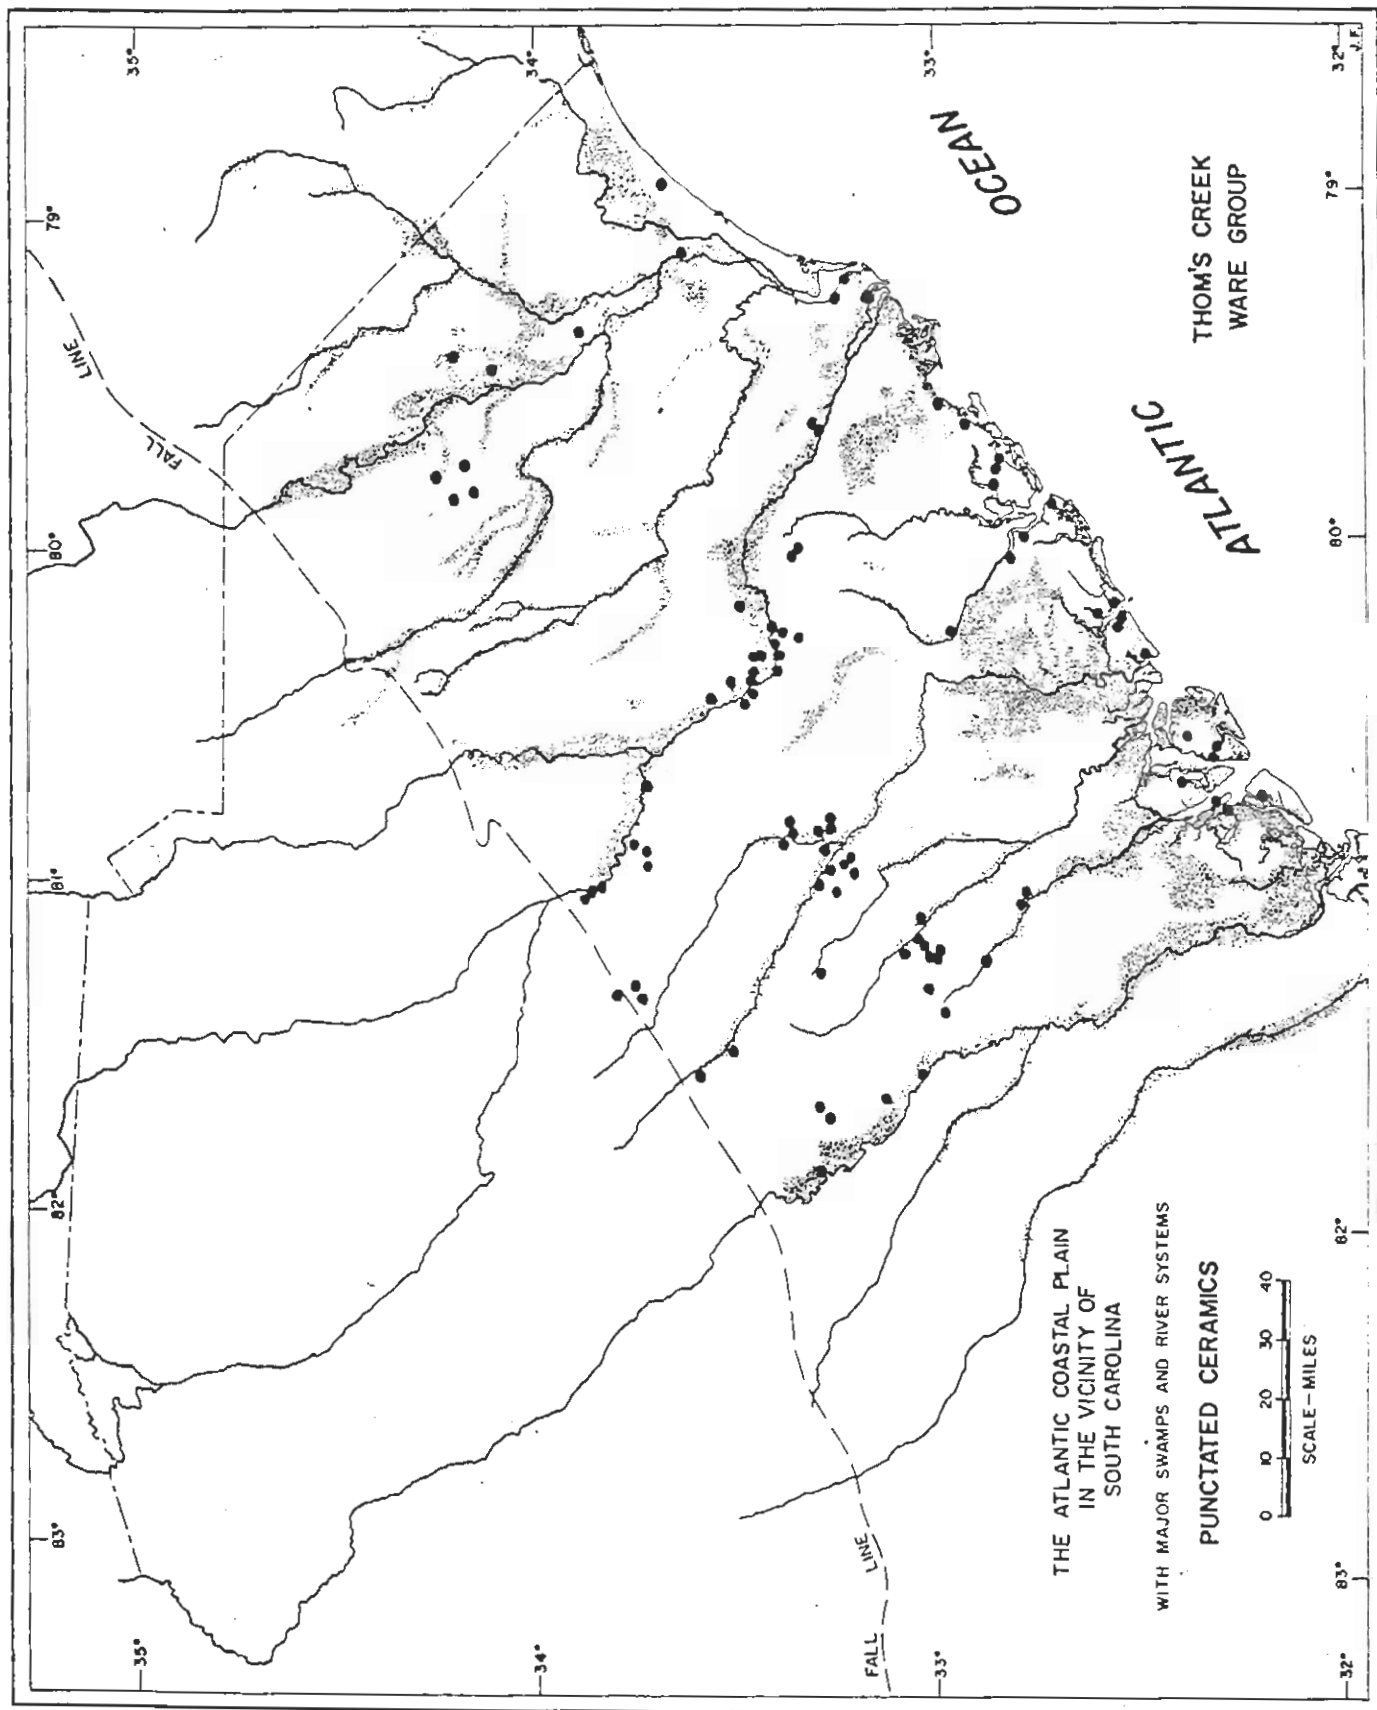 THE ATLANTIC COASTAL PLAIN
IN THE VICINITY OF
SOUTH CAROLINA
WITH MAJOR SWAMPS AND RIVER SYSTEMS
PUNCTATED CERAMICS
0 10 20 30 40
SCALE-MILES
THOM'S CREEK
WARE GROUP
ATLANTIC
OCEAN
FALL
LINE
FALL
LINE
83°
82°
81°
80°
79°
35°
34°
33°
32°
35°
34°
33°
32°
83°
82°
80°
79°
J.F.